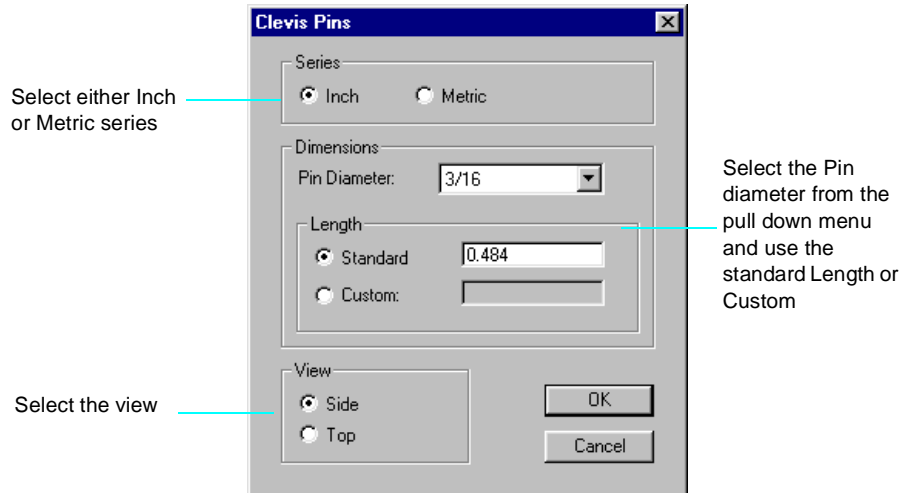 Clevis Pins
Series
Inch
Metric
Select either Inch
or Metric series
Dimensions
Pin Diameter:
3/16
Length
Standard
0.484
Custom:
Select the Pin
diameter from the
pull down menu
and use the
standard Length or
Custom
View
Side
Top
Select the view
OK
Cancel